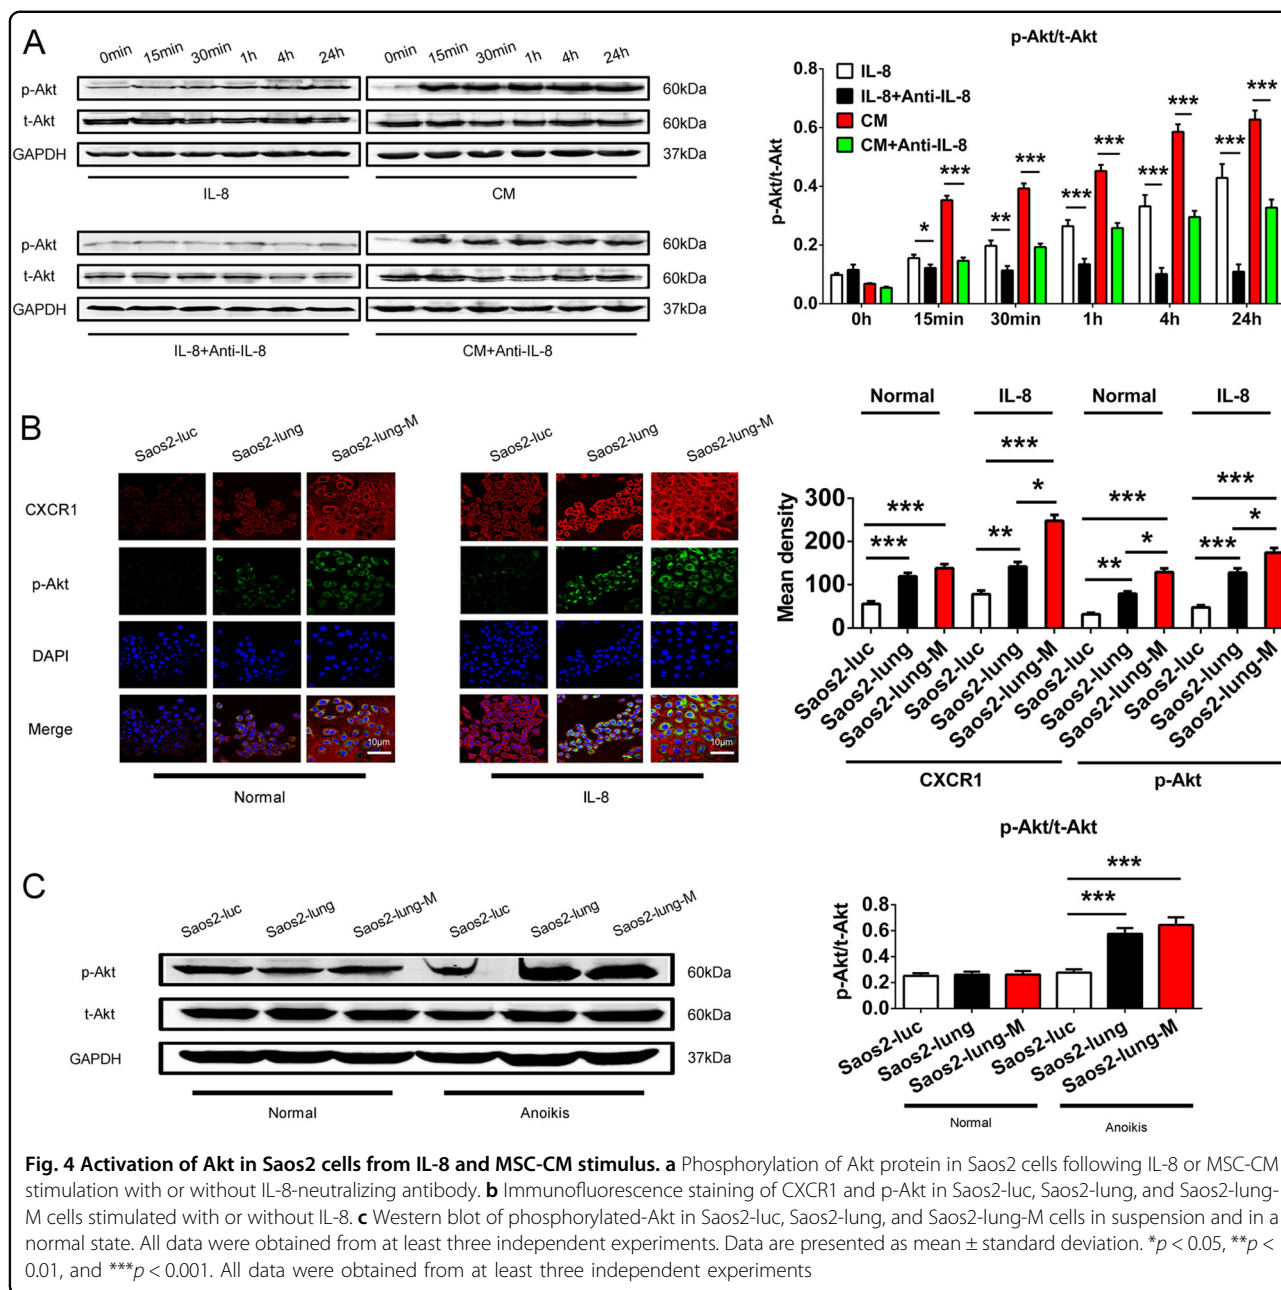 A
0min 15min 30min 1h 4h 24h 0min 15min 30min 1h 4h 24h
p-Akt 60kDa
t-Akt 60kDa
GAPDH 37kDa
IL-8 CM
p-Akt 60kDa
t-Akt 60kDa
GAPDH 37kDa
IL-8+Anti-IL-8 CM+Anti-IL-8
p-Akt/t-Akt
IL-8
IL-8+Anti-IL-8
CM
CM+Anti-IL-8
p-Akt/t-Akt
0.8
0.6
0.4
0.2
0.0
* *** ** *** *** *** *** *** *** ***
0h 15min 30min 1h 4h 24h
B
Saos2-luc Saos2-lung Saos2-lung-M Saos2-luc Saos2-lung Saos2-lung-M
CXCR1
p-Akt
DAPI
Merge
10μm 10μm
Normal IL-8
Normal IL-8 Normal IL-8
Mean density
300
200
100
0
*** *** ** *** * ** *** * *** *** *
Saos2-luc Saos2-lung Saos2-lung-M Saos2-luc Saos2-lung Saos2-lung-M Saos2-luc Saos2-lung Saos2-lung-M Saos2-luc Saos2-lung Saos2-lung-M
CXCR1 p-Akt
C
Saos2-luc Saos2-lung Saos2-lung-M Saos2-luc Saos2-lung Saos2-lung-M
p-Akt 60kDa
t-Akt 60kDa
GAPDH 37kDa
Normal Anoikis
p-Akt/t-Akt
p-Akt/t-Akt
0.8
0.6
0.4
0.2
0.0
***
***
Saos2-luc Saos2-lung Saos2-lung-M Saos2-luc Saos2-lung Saos2-lung-M
Normal Anoikis
Fig. 4 Activation of Akt in Saos2 cells from IL-8 and MSC-CM stimulus. a Phosphorylation of Akt protein in Saos2 cells following IL-8 or MSC-CM
stimulation with or without IL-8-neutralizing antibody. b Immunofluorescence staining of CXCR1 and p-Akt in Saos2-luc, Saos2-lung, and Saos2-lung-
M cells stimulated with or without IL-8. c Western blot of phosphorylated-Akt in Saos2-luc, Saos2-lung, and Saos2-lung-M cells in suspension and in a
normal state. All data were obtained from at least three independent experiments. Data are presented as mean ± standard deviation. *p < 0.05, **p <
0.01, and ***p < 0.001. All data were obtained from at least three independent experiments